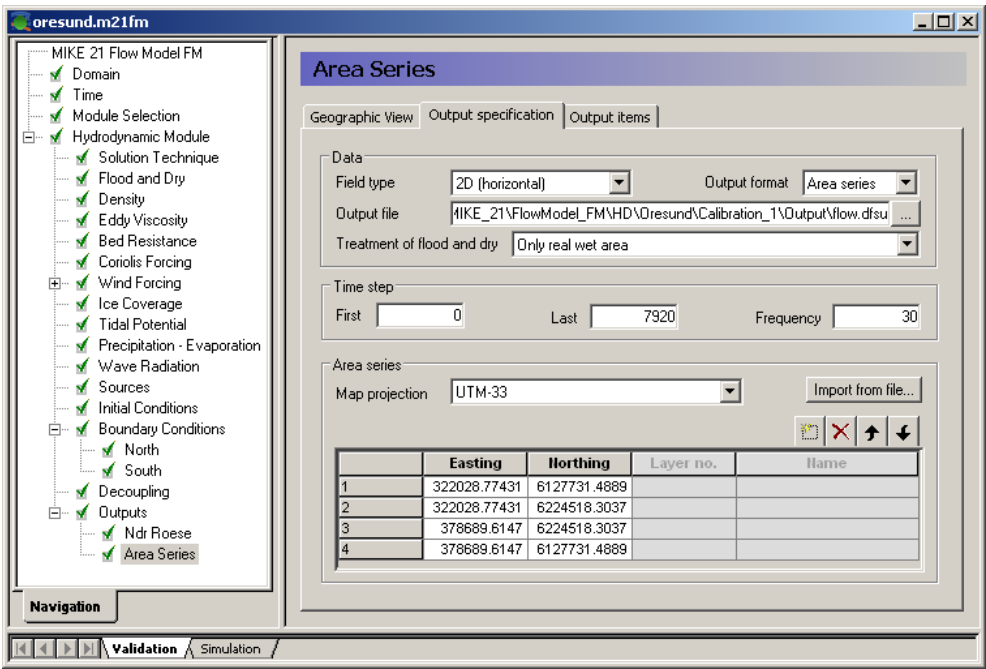 oresund.m21fm
MIKE 21 Flow Model FM
Domain
Time
Module Selection
Hydrodynamic Module
Solution Technique
Flood and Dry
Density
Eddy Viscosity
Bed Resistance
Coriolis Forcing
Wind Forcing
Ice Coverage
Tidal Potential
Precipitation - Evaporation
Wave Radiation
Sources
Initial Conditions
Boundary Conditions
North
South
Decoupling
Outputs
Ndr Roese
Area Series
Navigation
Area Series
Geographic View Output specification Output items
Data
Field type 2D (horizontal) Output format Area series
Output file MIKE_21\FlowModel_FM\HD\Oresund\Calibration_1\Output\flow.dfsu ...
Treatment of flood and dry Only real wet area
Time step
First 0 Last 7920 Frequency 30
Area series
Map projection UTM-33 Import from file...
Easting Northing Layer no. Name
1 322028.77431 6127731.4889
2 322028.77431 6224518.3037
3 378689.6147 6224518.3037
4 378689.6147 6127731.4889
Validation Simulation